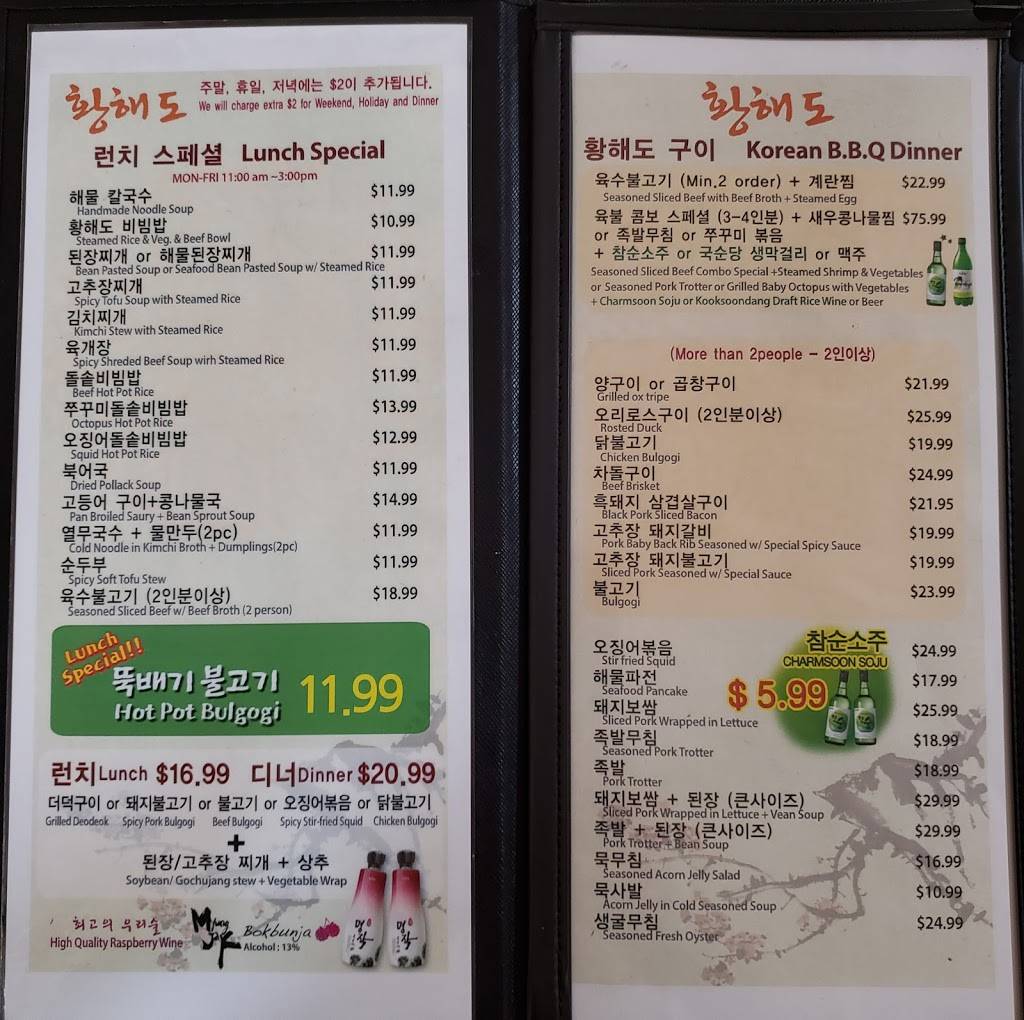 황해도
주말, 휴일, 저녁에는 $2이 추가됩니다.
We will charge extra $2 for Weekend, Holiday and Dinner
런치 스페셜 Lunch Special
MON-FRI 11:00 am ~3:00pm
해물 칼국수 $11.99
Handmade Noodle Soup
황해도 비빔밥 $10.99
Steamed Rice & Veg. & Beef Bowl
된장찌개 or 해물된장찌개 $11.99
Bean Pasted Soup or Seafood Bean Pasted Soup w/ Steamed Rice
고추장찌개 $11.99
Spicy Tofu Soup with Steamed Rice
김치찌개 $11.99
Kimchi Stew with Steamed Rice
육개장 $11.99
Spicy Shreded Beef Soup wirh Steamed Rice
돌솥비빔밥 $11.99
Beef Hot Pot Rice
쭈꾸미돌솥비빔밥 $13.99
Octopus Hot Pot Rice
오징어돌솥비빔밥 $12.99
Squid Hot Pot Rice
북어국 $11.99
Dried Pollack Soup
고등어 구이+콩나물국 $14.99
Pan Broiled Saury + Bean Sprout Soup
열무국수 + 물만두(2pc) $11.99
Cold Noodle in Kimchi Broth + Dumplings(2pc)
순두부 $11.99
Spicy Soft Tofu Stew
육수불고기 (2인분이상) $18.99
Seasoned Sliced Beef w/ Beef Broth (2 person)
Lunch
Special!!
뚝배기 불고기 11.99
Hot Pot Bulgogi
런치Lunch $16.99 디너Dinner $20.99
더덕구이 or 돼지불고기 or 불고기 or 오징어볶음 or 닭불고기
Grilled Deodeok Spicy Pork Bulgogi Beef Bulgogi Spicy Stir-fried Squid Chicken Bulgogi
+
된장/고추장 찌개 + 상추
Soybean/ Gochujang stew + Vegetable Wrap
최고의 우리술
High Quality Raspberry Wine
Bokbunja
Alcohol : 13%
황해도
황해도 구이 Korean B.B.Q Dinner
육수불고기 (Min.2 order) + 계란찜 $22.99
Seasoned Sliced Beef with Beef Broth + Steamed Egg
육불 콤보 스페셜 (3-4인분) + 새우콩나물찜 $75.99
or 족발무침 or 쭈꾸미 볶음
+ 참순소주 or 국순당 생막걸리 or 맥주
Seasoned Sliced Beef Combo Special +Steamed Shrimp & Vegetables
or Seasoned Pork Trotter or Grilled Baby Octopus with Vegetables
+ Charmsoon Soju or Kooksoondang Draft Rice Wine or Beer
(More than 2people - 2인이상)
양구이 or 곱창구이 $21.99
Grilled ox tripe
오리로스구이 (2인분이상) $25.99
Rosted Duck
닭불고기 $19.99
Chicken Bulgogi
차돌구이 $24.99
Beef Brisket
흑돼지 삼겹살구이 $21.95
Black Pork Sliced Bacon
고추장 돼지갈비 $19.99
Pork Baby Back Rib Seasoned w/ Special Spicy Sauce
고추장 돼지불고기 $19.99
Sliced Pork Seasoned w/ Special Sauce
불고기 $23.99
Bulgogi
참순소주
CHARMSOON SOJU
$ 5.99
오징어볶음 $24.99
Stir fried Squid
해물파전 $17.99
Seafood Pancake
돼지보쌈 $25.99
Sliced Pork Wrapped in Lettuce
족발무침 $18.99
Seasoned Pork Trotter
족발 $18.99
Pork Trotter
돼지보쌈 + 된장 (큰사이즈) $29.99
Sliced Pork Wrapped in Lettuce + Vean Soup
족발 + 된장 (큰사이즈) $29.99
Pork Trotter + Bean Soup
묵무침 $16.99
Seasoned Acorn Jelly Salad
묵사발 $10.99
Acorn Jelly in Cold Seasoned Soup
생굴무침 $24.99
Seasoned Fresh Oyster